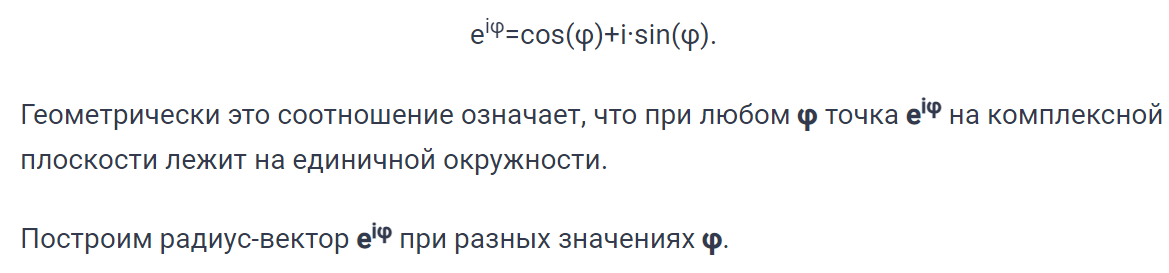 e^iφ=cos(φ)+i·sin(φ).
Геометрически это соотношение означает, что при любом φ точка e^iφ на комплексной
плоскости лежит на единичной окружности.
Построим радиус-вектор e^iφ при разных значениях φ.